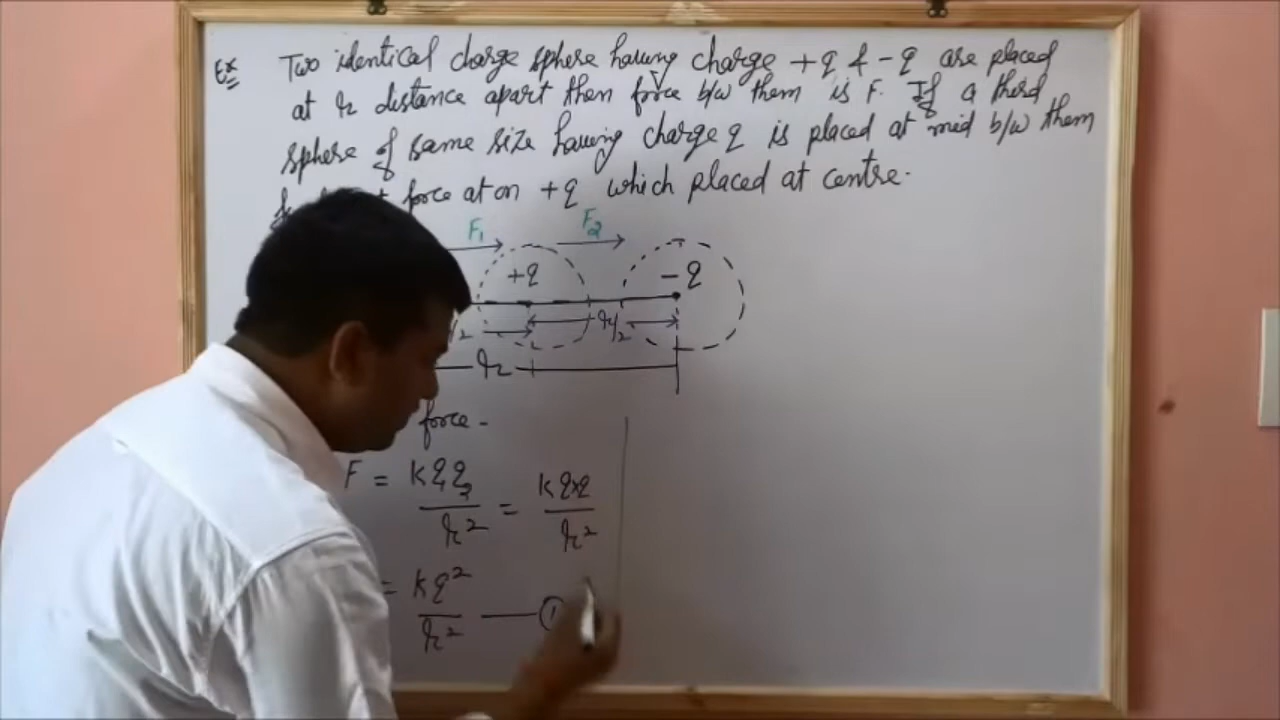 Ex Two identical charge sphere having charge +q & -q are placed
at r distance apart then force b/w them is F. If a third
sphere of same size having charge q is placed at mid b/w them
force at on +q which placed at centre.
F₁ F₂
+q -q
/2 r/2
r
force -
F = kq₁q₂/r² = kq×q/r²
= kq²/r² — ①